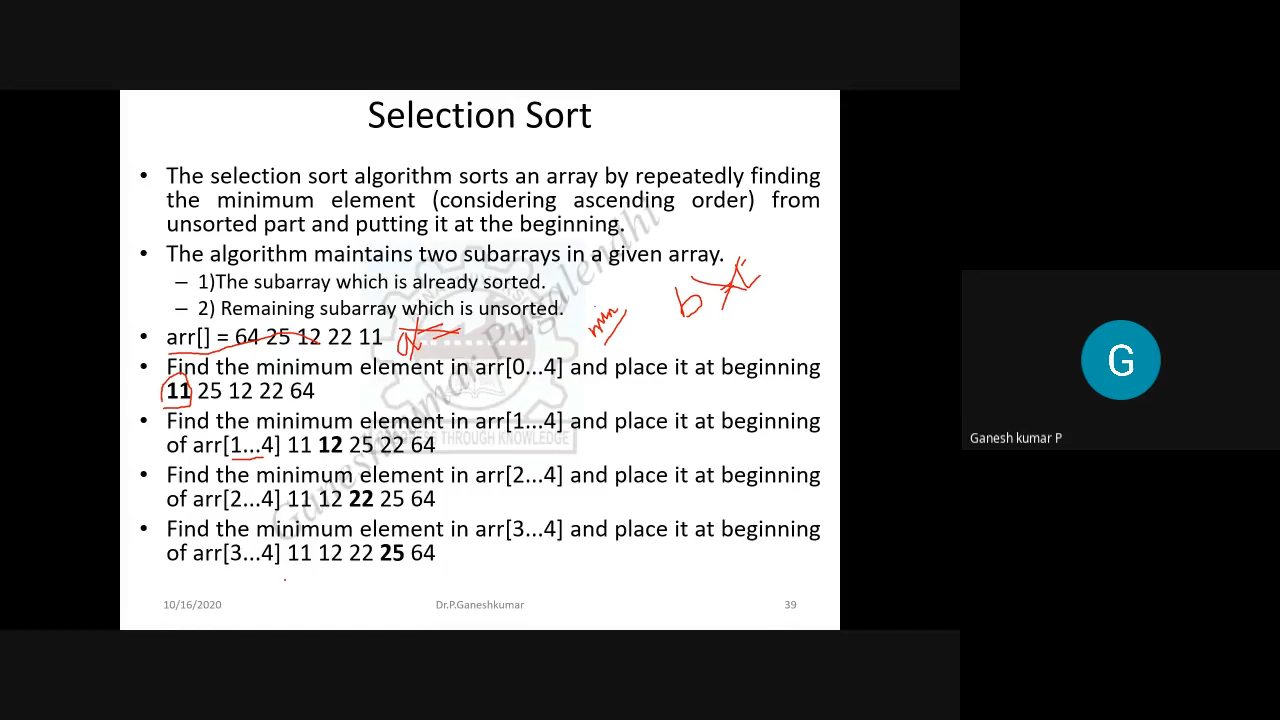 Selection Sort
• The selection sort algorithm sorts an array by repeatedly finding
the minimum element (considering ascending order) from
unsorted part and putting it at the beginning.
• The algorithm maintains two subarrays in a given array.
– 1)The subarray which is already sorted.
– 2) Remaining subarray which is unsorted.
min
b
• arr[] = 64 25 12 22 11
• Find the minimum element in arr[0...4] and place it at beginning
11 25 12 22 64
• Find the minimum element in arr[1...4] and place it at beginning
of arr[1...4] 11 12 25 22 64
• Find the minimum element in arr[2...4] and place it at beginning
of arr[2...4] 11 12 22 25 64
• Find the minimum element in arr[3...4] and place it at beginning
of arr[3...4] 11 12 22 25 64
10/16/2020 Dr.P.Ganeshkumar 39
Ganeshkumar Pugalendhi
THROUGH KNOWLEDGE
G
Ganesh kumar P